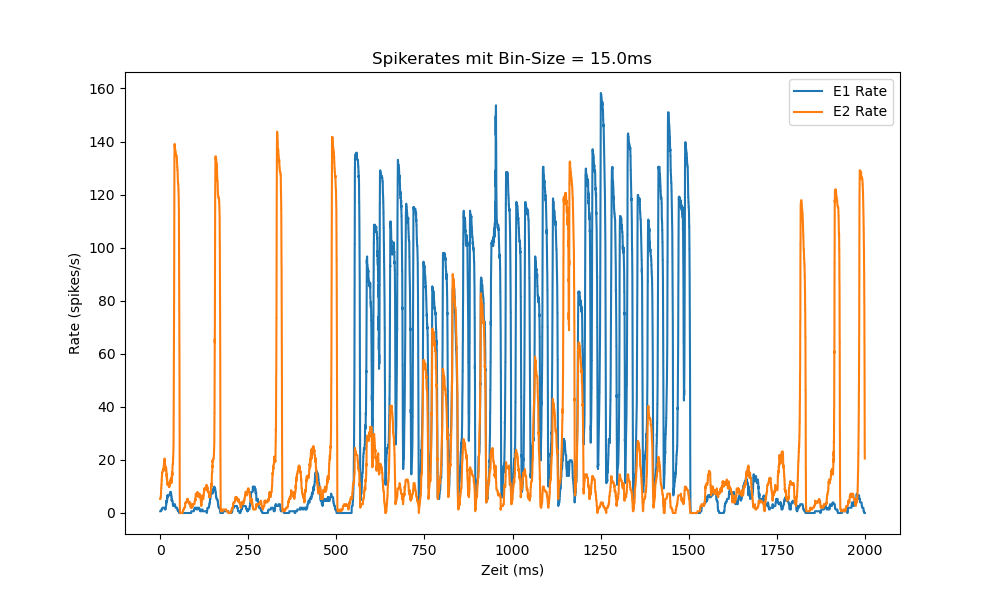 Spikerates mit Bin-Size = 15.0ms
E1 Rate
E2 Rate
160
140
120
100
80
60
40
20
0
Rate (spikes/s)
0 250 500 750 1000 1250 1500 1750 2000
Zeit (ms)